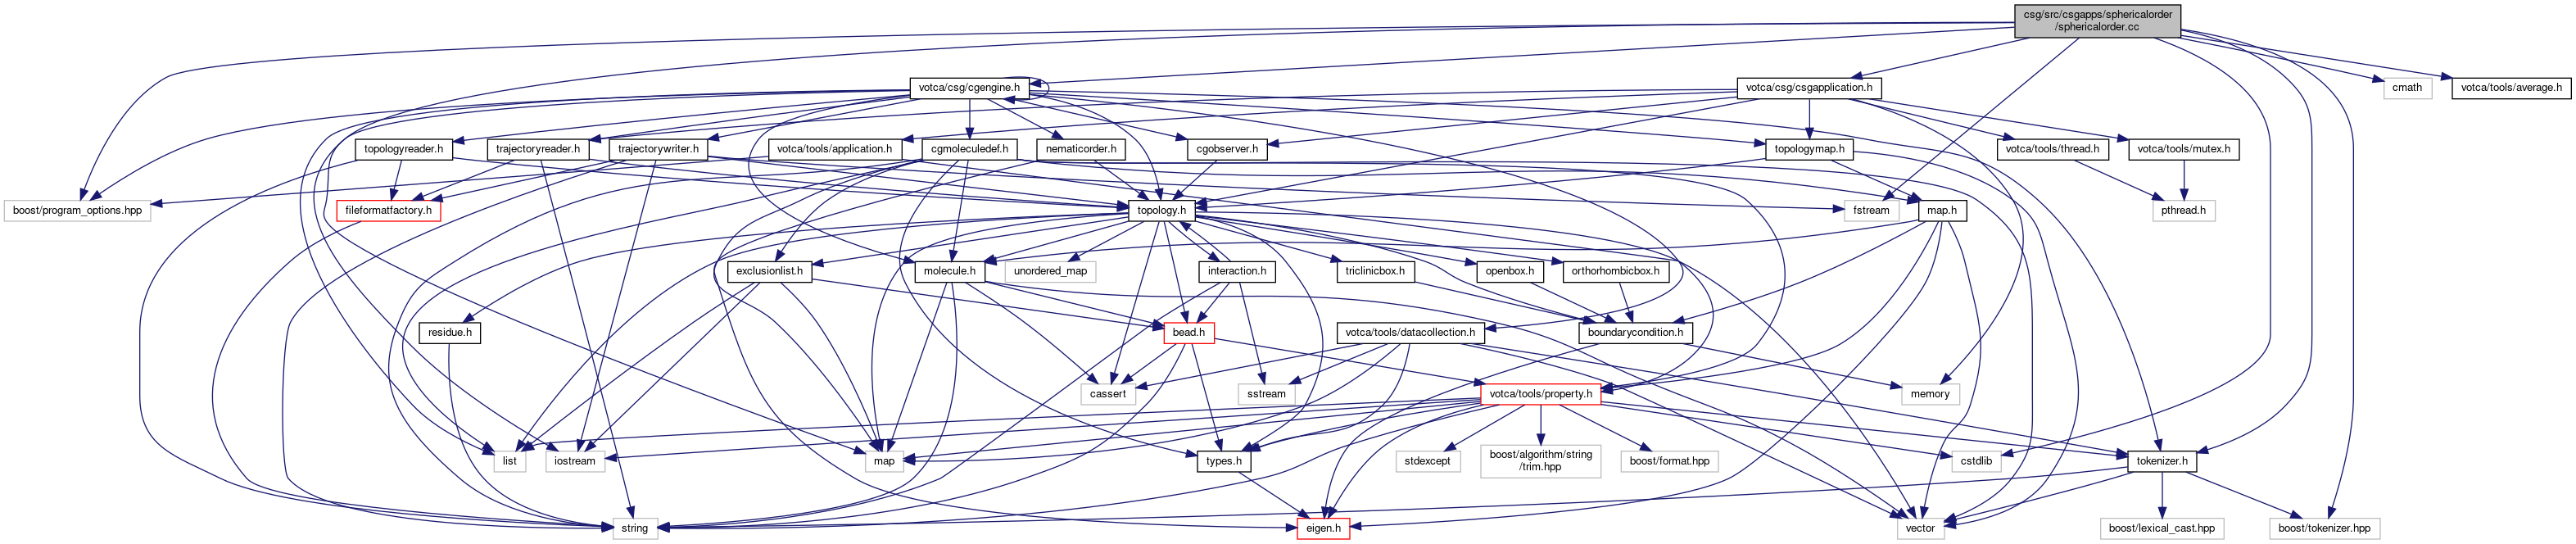 csg/src/csgapps/sphericalorder
/sphericalorder.cc
votca/csg/cgengine.h
votca/csg/csgapplication.h
cmath
votca/tools/average.h
topologyreader.h
trajectoryreader.h
trajectorywriter.h
votca/tools/application.h
cgmoleculedef.h
nematicorder.h
cgobserver.h
topologymap.h
votca/tools/thread.h
votca/tools/mutex.h
boost/program_options.hpp
fileformatfactory.h
topology.h
fstream
map.h
pthread.h
exclusionlist.h
molecule.h
unordered_map
interaction.h
triclinicbox.h
openbox.h
orthorhombicbox.h
residue.h
bead.h
votca/tools/datacollection.h
boundarycondition.h
cassert
sstream
votca/tools/property.h
memory
list
iostream
map
types.h
stdexcept
boost/algorithm/string
/trim.hpp
boost/format.hpp
cstdlib
tokenizer.h
string
eigen.h
vector
boost/lexical_cast.hpp
boost/tokenizer.hpp